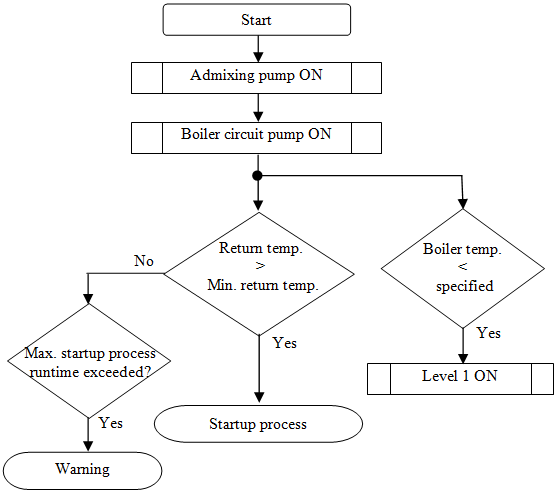 Start
Admixing pump ON
Boiler circuit pump ON
Return temp.
>
Min. return temp.
Boiler temp.
<
specified
No
Yes
Yes
Max. startup process
runtime exceeded?
Level 1 ON
Startup process
Yes
Warning